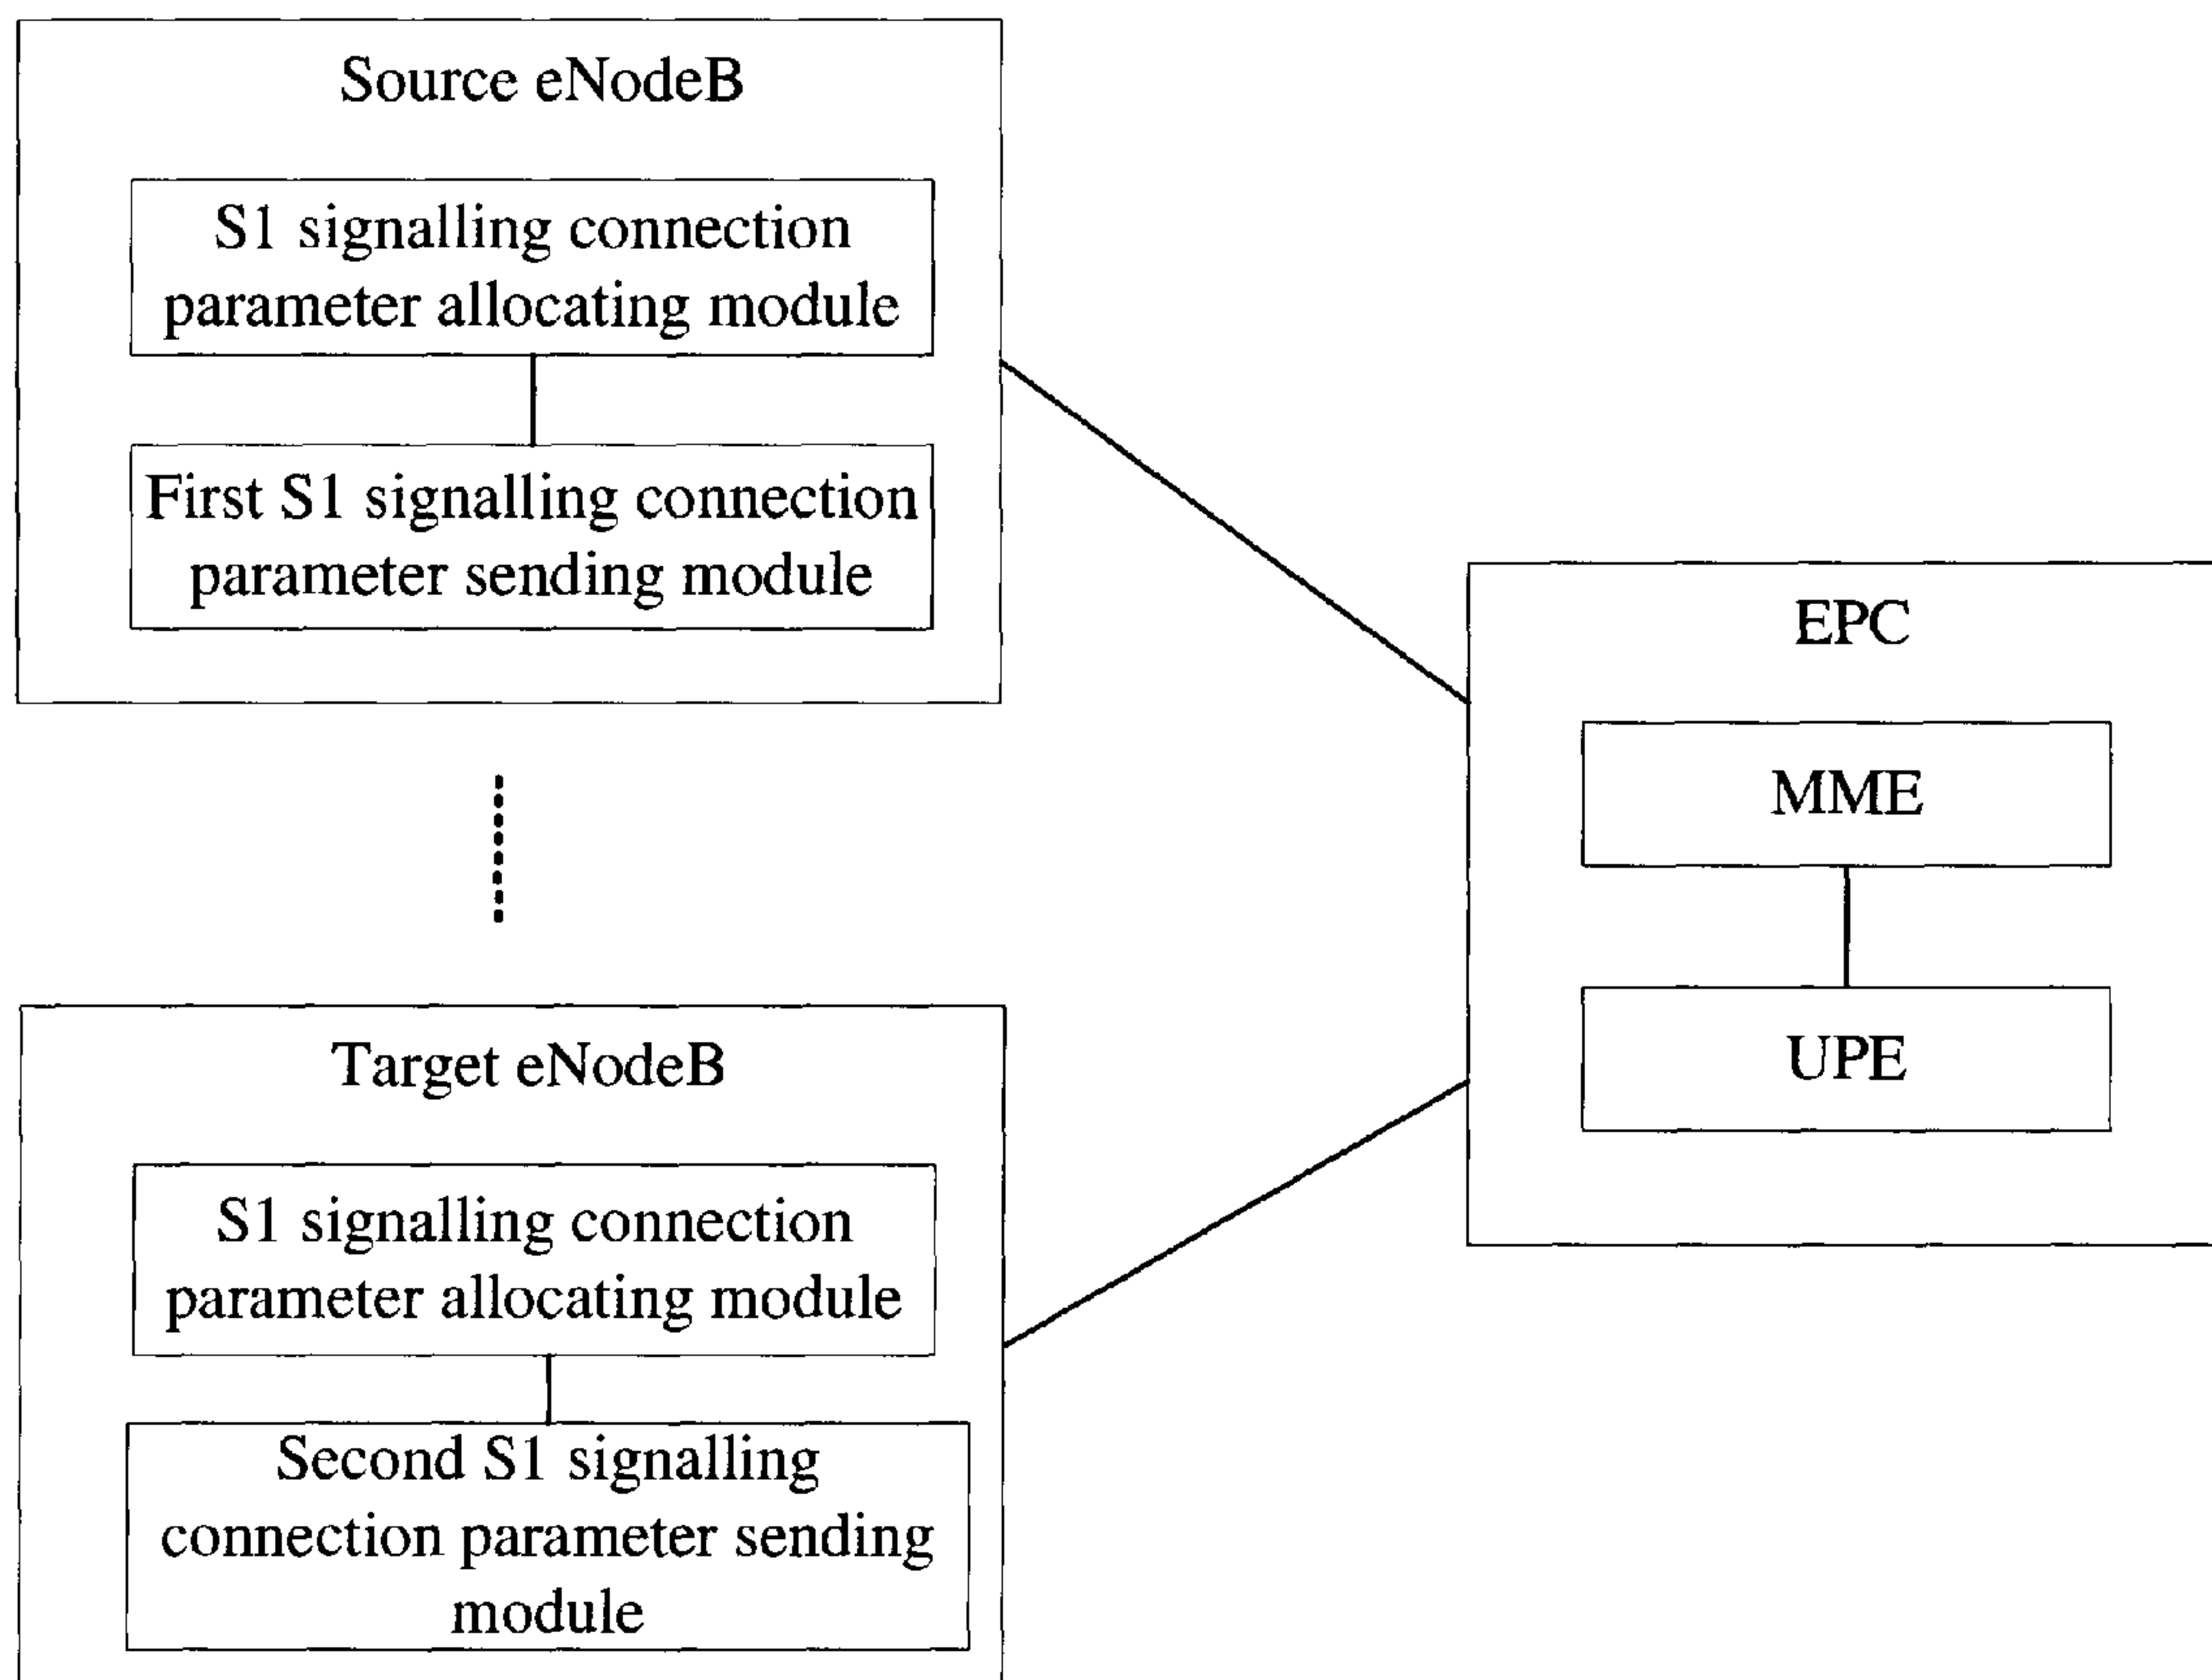 Source eNodeB
S1 signalling connection
parameter allocating module
First S1 signalling connection
parameter sending module
EPC
MME
UPE
Target eNodeB
S1 signalling connection
parameter allocating module
Second S1 signalling
connection parameter sending
module